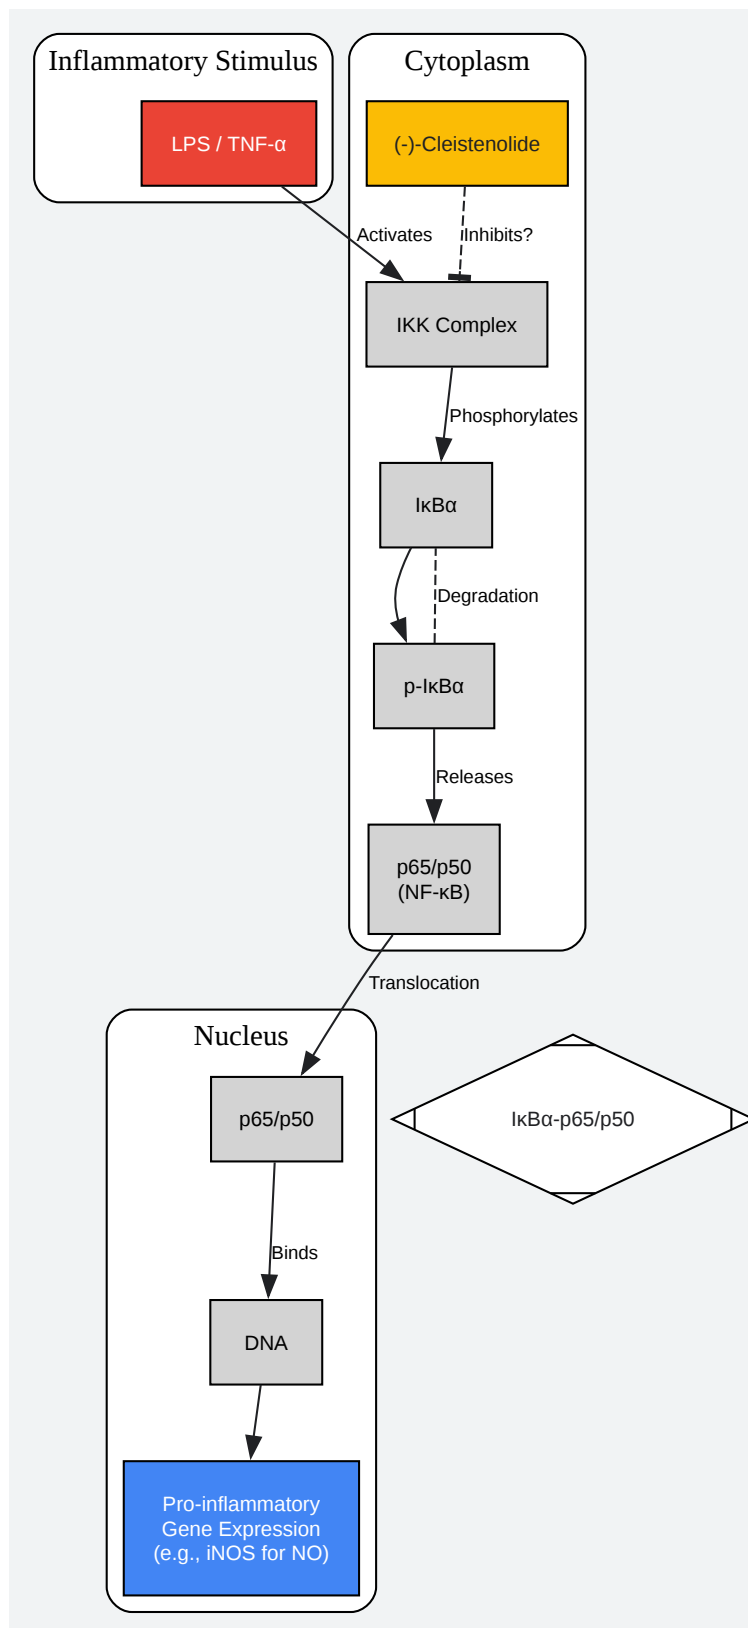 Inflammatory Stimulus
Cytoplasm
LPS / TNF-α
(-)-Cleistenolide
Activates
Inhibits?
IKK Complex
Phosphorylates
IκBα
Degradation
p-IκBα
Releases
p65/p50
(NF-κB)
Translocation
Nucleus
p65/p50
IκBα-p65/p50
Binds
DNA
Pro-inflammatory
Gene Expression
(e.g., iNOS for NO)